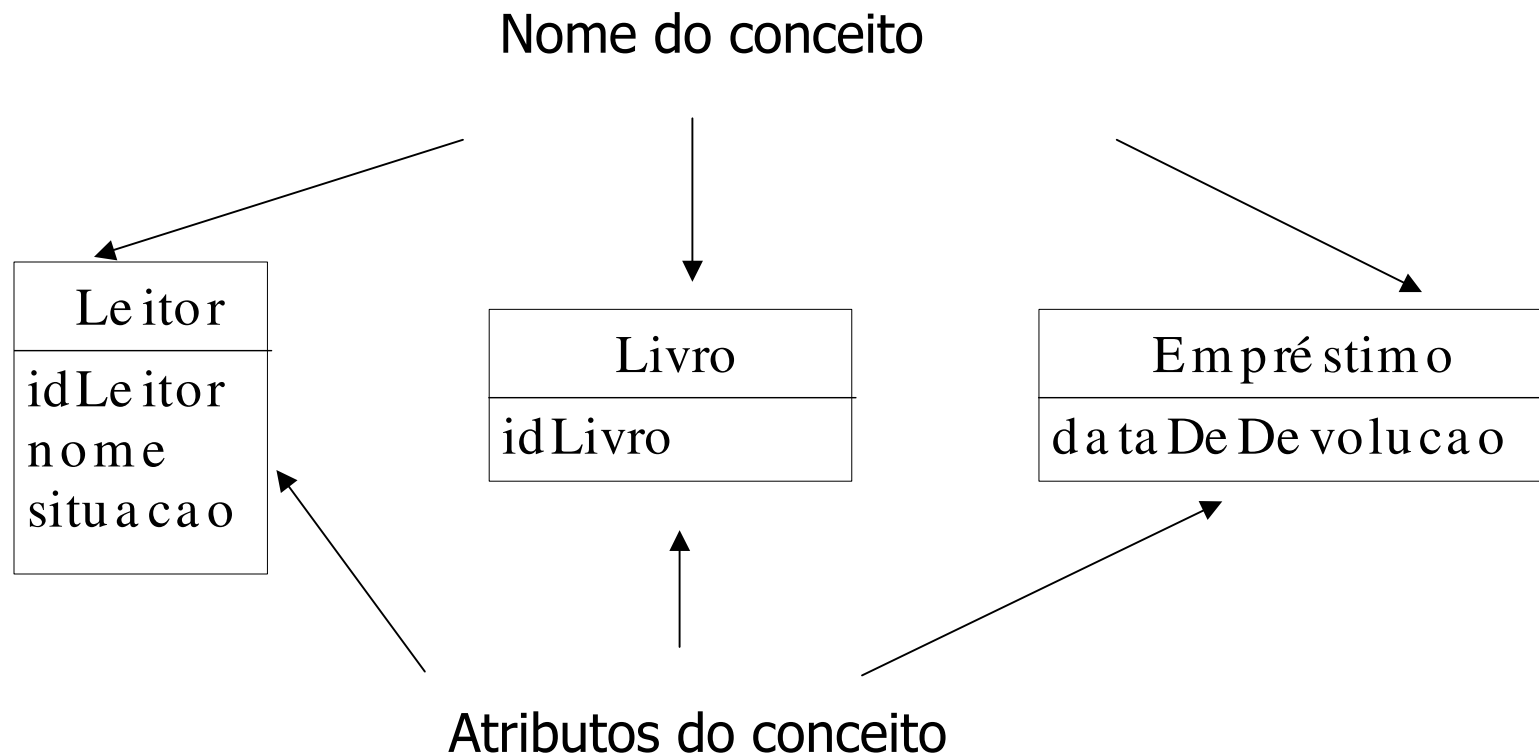 Nome do conceito
Leitor
idLeitor
nome
situacao
Livro
idLivro
Empréstimo
dataDeDevolucao
Atributos do conceito